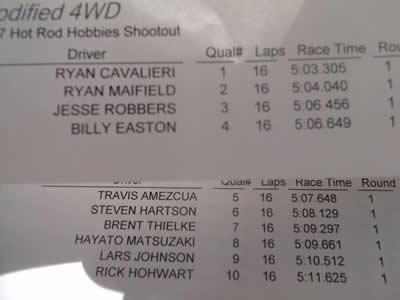 odified 4WD
7 Hot Rod Hobbies Shootout
Driver Qual# Laps Race Time Roun
RYAN CAVALIERI 1 16 5:03.305 1
RYAN MAIFIELD 2 16 5:04.040 1
JESSE ROBBERS 3 16 5:06.456 1
BILLY EASTON 4 16 5:06.649 1
Driver Qual# Laps Race Time Round
TRAVIS AMEZCUA 5 16 5:07.648 1
STEVEN HARTSON 6 16 5:08.129 1
BRENT THIELKE 7 16 5:09.297 1
HAYATO MATSUZAKI 8 16 5:09.661 1
LARS JOHNSON 9 16 5:10.512 1
RICK HOHWART 10 16 5:11.625 1